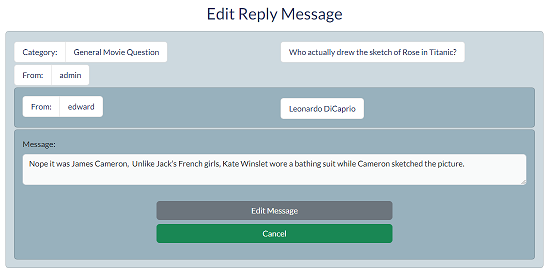 Edit Reply Message
Category: General Movie Question Who actually drew the sketch of Rose in Titanic?
From: admin
From: edward Leonardo DiCaprio
Message:
Nope it was James Cameron, Unlike Jack's French girls, Kate Winslet wore a bathing suit while Cameron sketched the picture.
Edit Message
Cancel